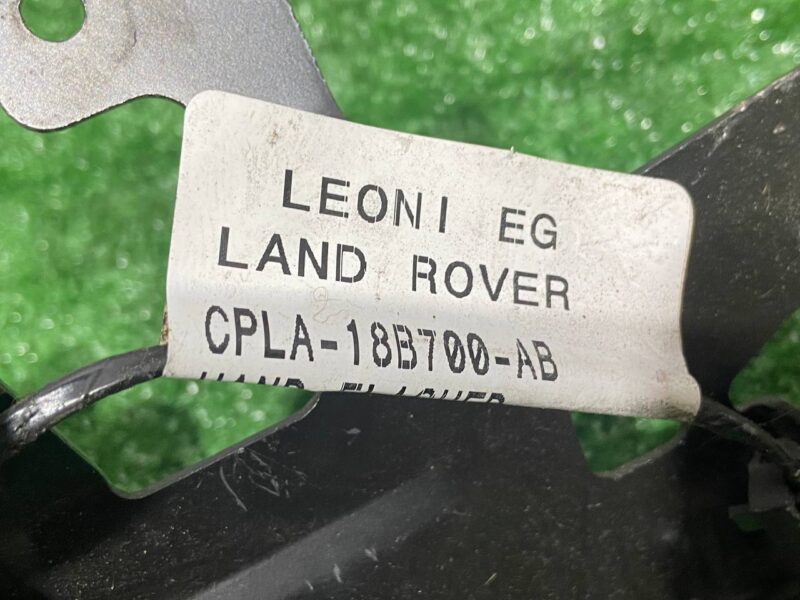 LEONI EG
LAND ROVER
CPLA-18B700-AB